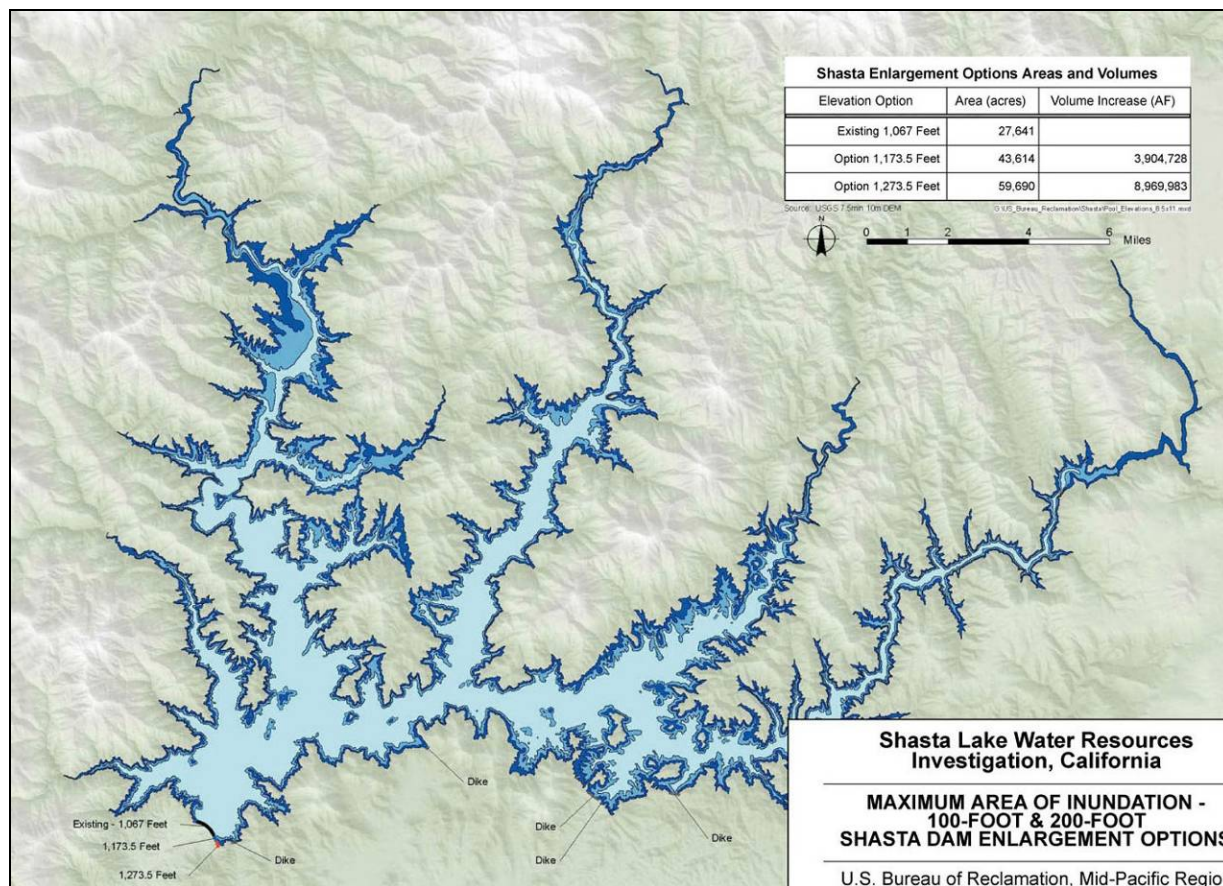 Shasta Enlargement Options Areas and Volumes
Elevation Option Area (acres) Volume Increase (AF)
Existing 1,067 Feet 27,641
Option 1,173.5 Feet 43,614 3,904,728
Option 1,273.5 Feet 59,690 8,969,983
Source: USGS 7.5min 10m DEM
N
0 1 2 4 6 Miles
Dike
Existing - 1,067 Feet
1,173.5 Feet
1,273.5 Feet
Dike
Dike
Dike
Dike
Shasta Lake Water Resources
Investigation, California
MAXIMUM AREA OF INUNDATION -
100-FOOT & 200-FOOT
SHASTA DAM ENLARGEMENT OPTIONS
U.S. Bureau of Reclamation, Mid-Pacific Regio